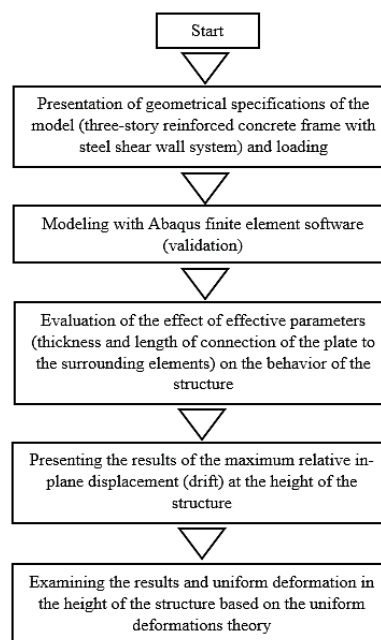 Start
Presentation of geometrical specifications of the
model (three-story reinforced concrete frame with
steel shear wall system) and loading
Modeling with Abaqus finite element software
(validation)
Evaluation of the effect of effective parameters
(thickness and length of connection of the plate to
the surrounding elements) on the behavior of the
structure
Presenting the results of the maximum relative in-
plane displacement (drift) at the height of the
structure
Examining the results and uniform deformation in
the height of the structure based on the uniform
deformations theory